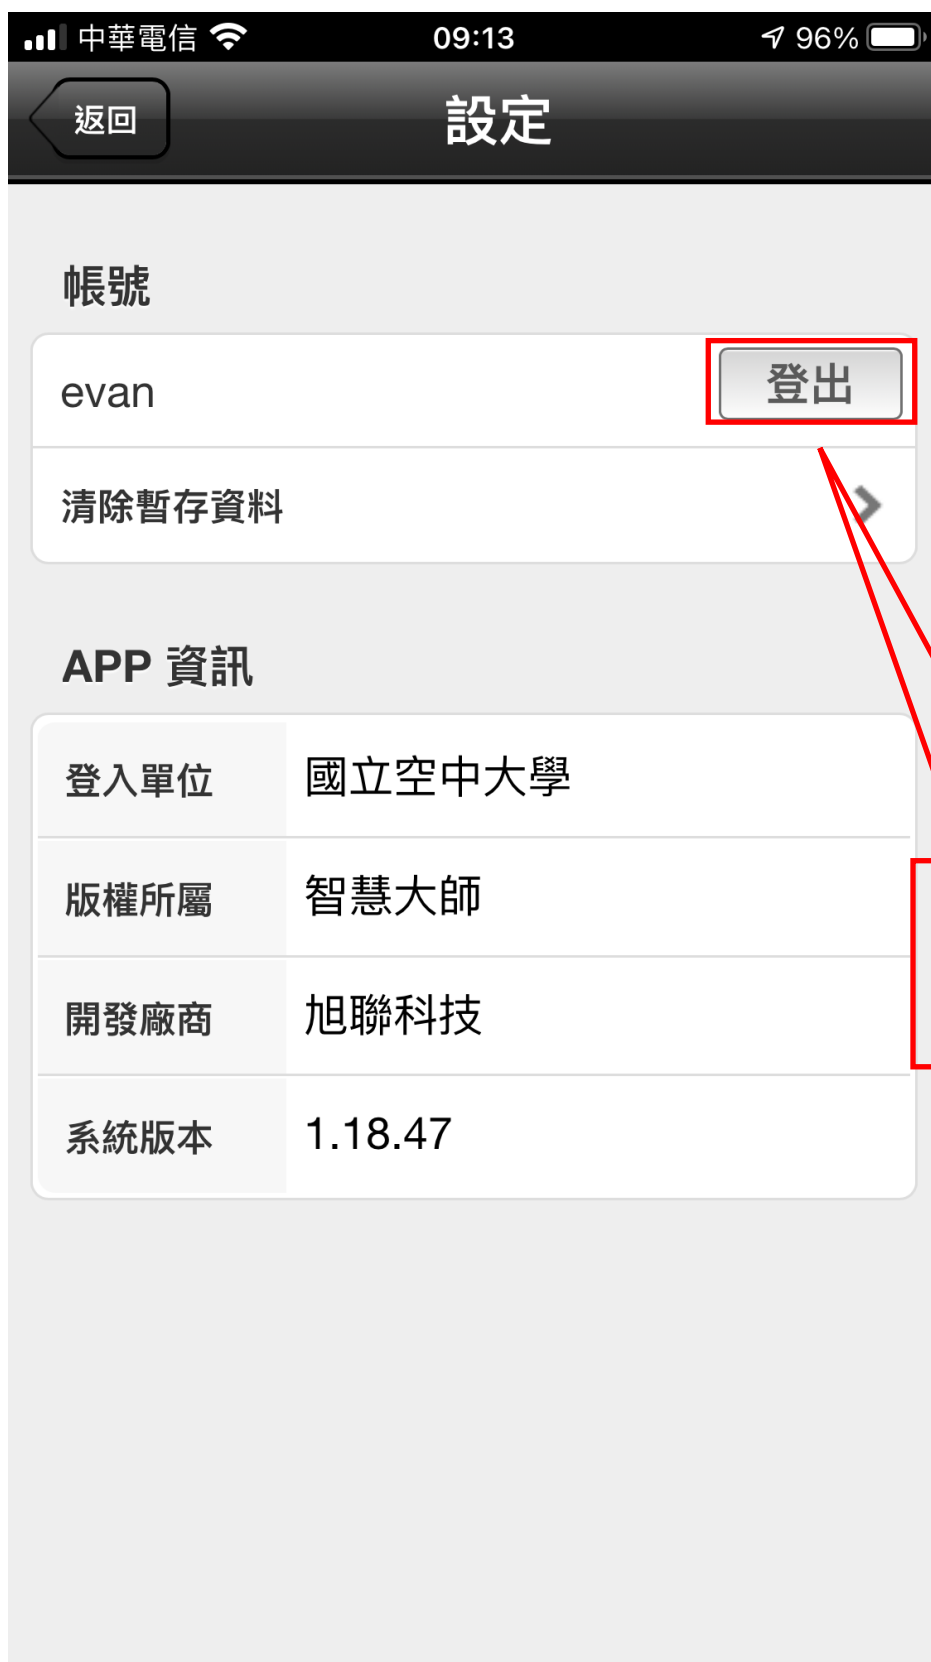 中華電信 09:13 96%
返回 設定
帳號
evan 登出
清除暫存資料
APP 資訊
登入單位 國立空中大學
版權所屬 智慧大師
開發廠商 旭聯科技
系統版本 1.18.47